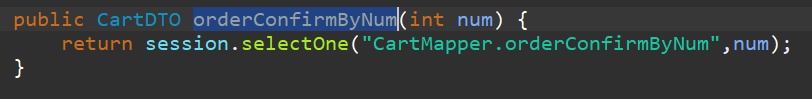 public CartDTO orderConfirmByNum(int num) {
    return session.selectOne("CartMapper.orderConfirmByNum",num);
}